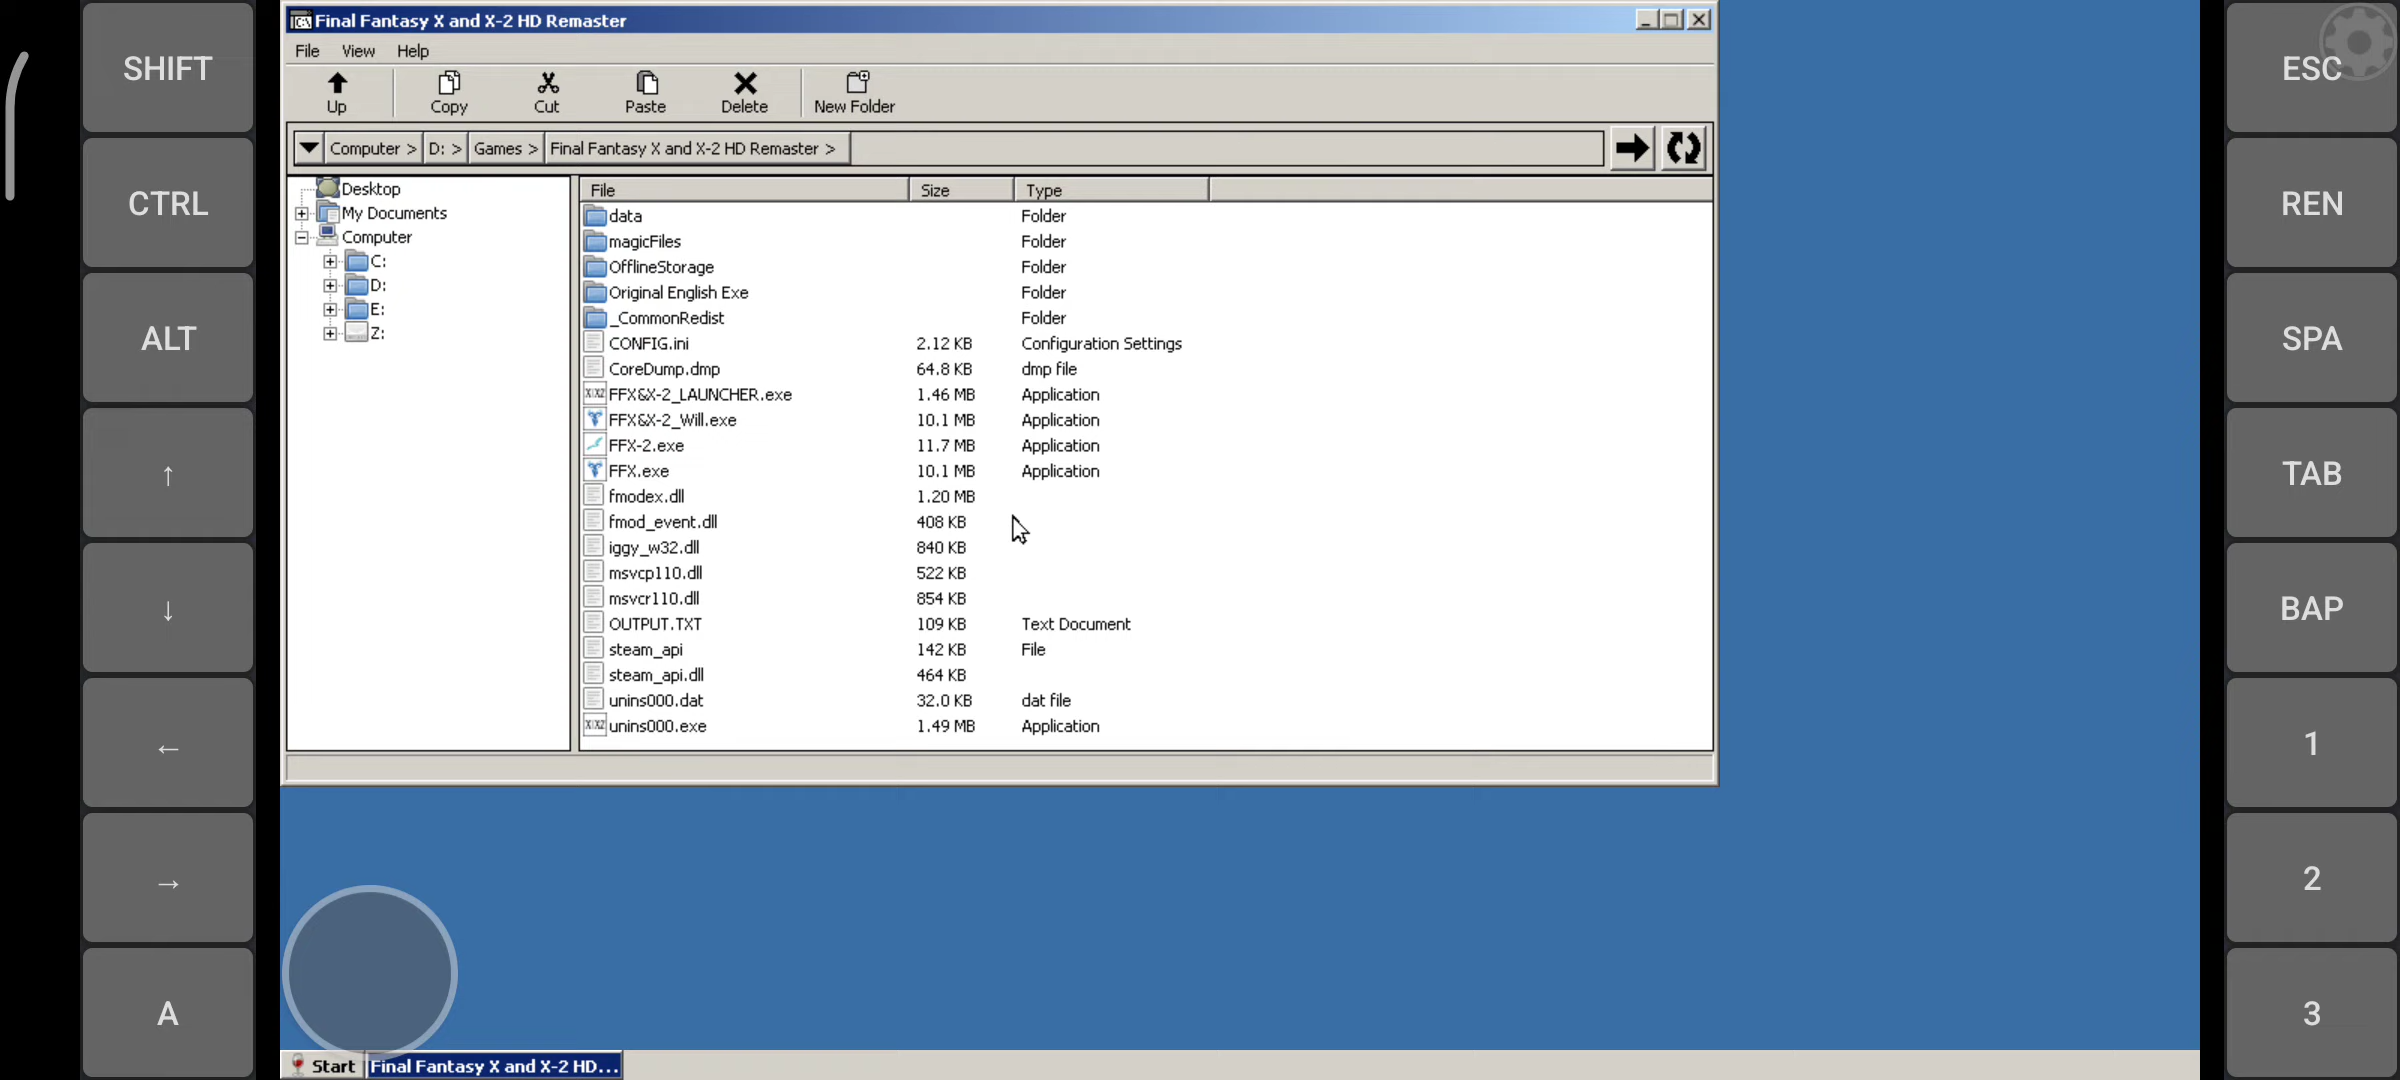 SHIFT
CTRL
ALT
↑
↓
←
→
A
Final Fantasy X and X-2 HD Remaster
File View Help
Up Copy Cut Paste Delete New Folder
Computer > D: > Games > Final Fantasy X and X-2 HD Remaster >
Desktop
My Documents
Computer
C:
D:
E:
Z:
File Size Type
data Folder
magicFiles Folder
OfflineStorage Folder
Original English Exe Folder
_CommonRedist Folder
CONFIG.ini 2.12 KB Configuration Settings
CoreDump.dmp 64.8 KB dmp file
FFX&X-2_LAUNCHER.exe 1.46 MB Application
FFX&X-2_Will.exe 10.1 MB Application
FFX-2.exe 11.7 MB Application
FFX.exe 10.1 MB Application
fmodex.dll 1.20 MB
fmod_event.dll 408 KB
iggy_w32.dll 840 KB
msvcp110.dll 522 KB
msvcr110.dll 854 KB
OUTPUT.TXT 109 KB Text Document
steam_api 142 KB File
steam_api.dll 464 KB
unins000.dat 32.0 KB dat file
unins000.exe 1.49 MB Application
Start Final Fantasy X and X-2 HD...
ESC
REN
SPA
TAB
BAP
1
2
3